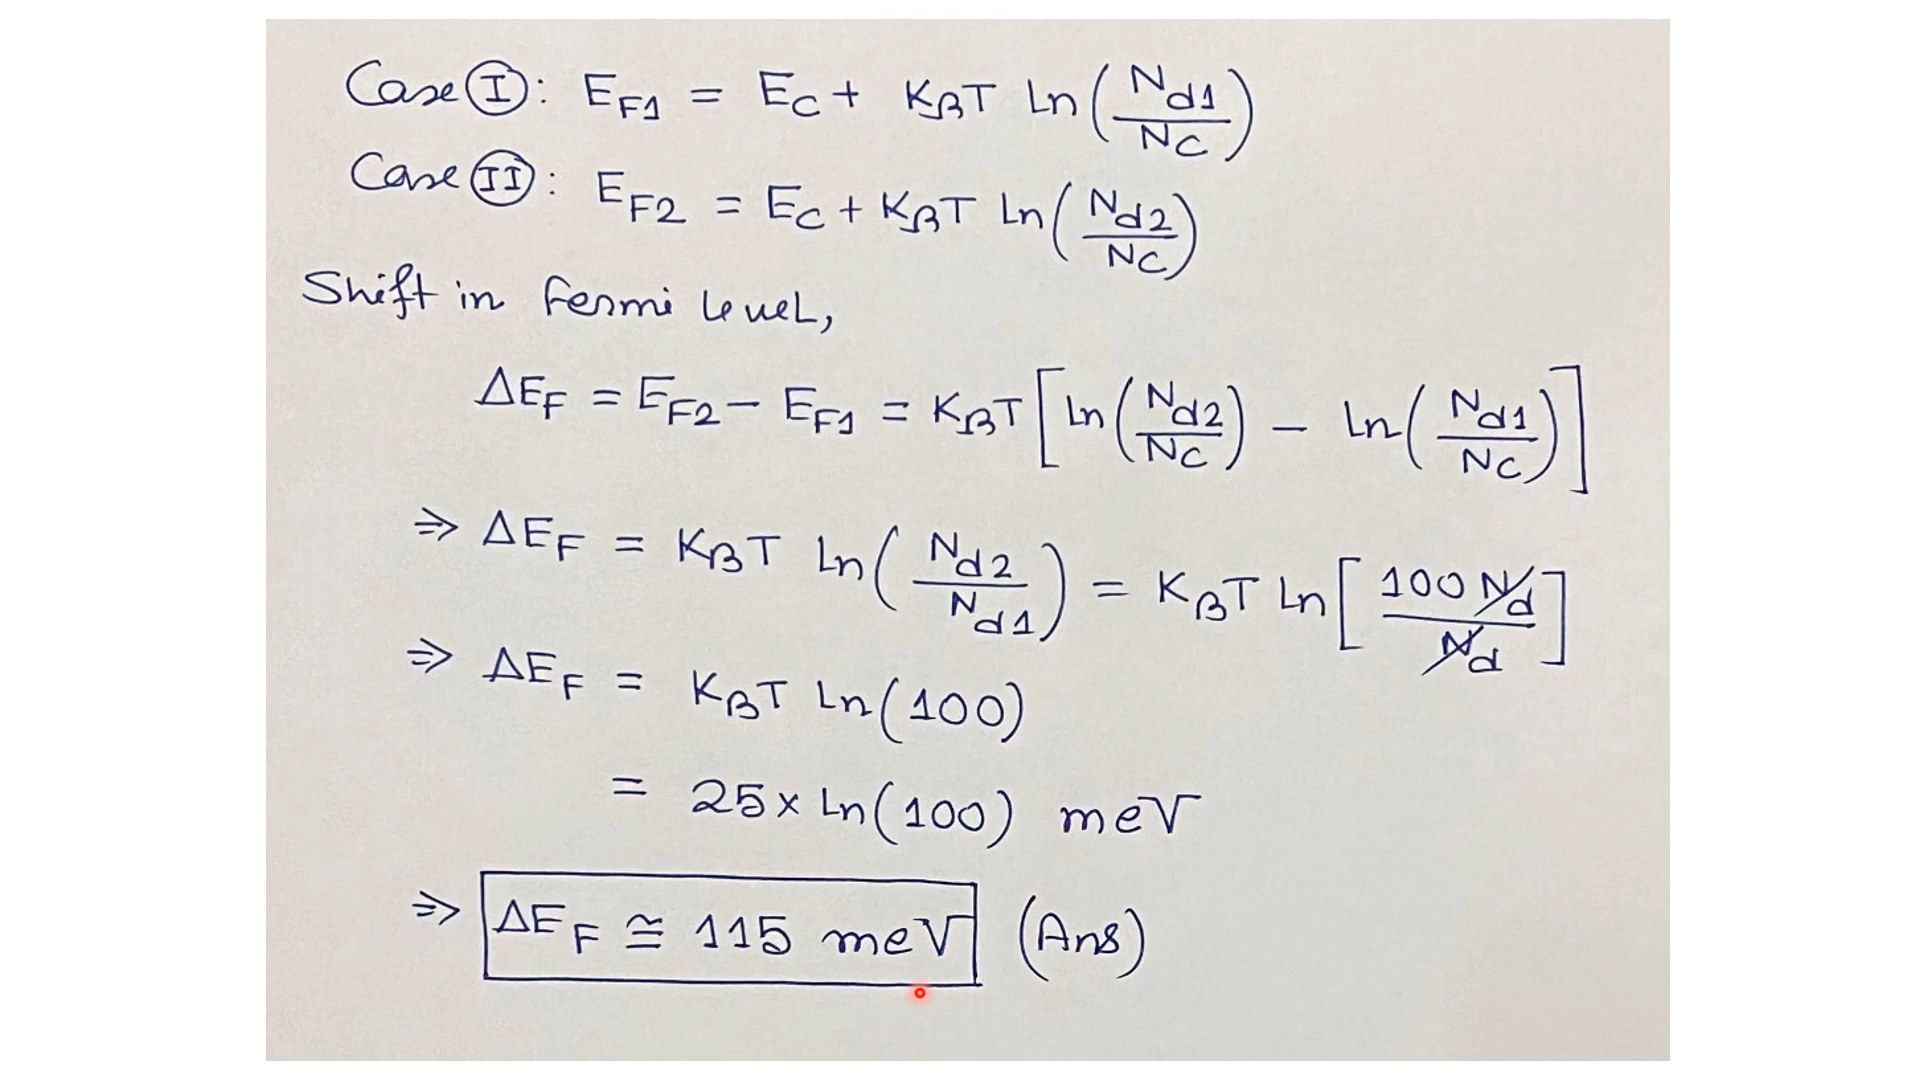 Case Ⓘ: E_F1 = E_C + K_BT Ln(N_d1/N_C)
Case ⒾⒾ: E_F2 = E_C + K_BT Ln(N_d2/N_C)
Shift in fermi level,
ΔE_F = E_F2 - E_F1 = K_BT [Ln(N_d2/N_C) - Ln(N_d1/N_C)]
⇒ ΔE_F = K_BT Ln(N_d2/N_d1) = K_BT Ln[100 N_d/N_d]
⇒ ΔE_F = K_BT Ln(100)
= 25 × Ln(100) meV
⇒ ΔE_F ≅ 115 meV (Ans)